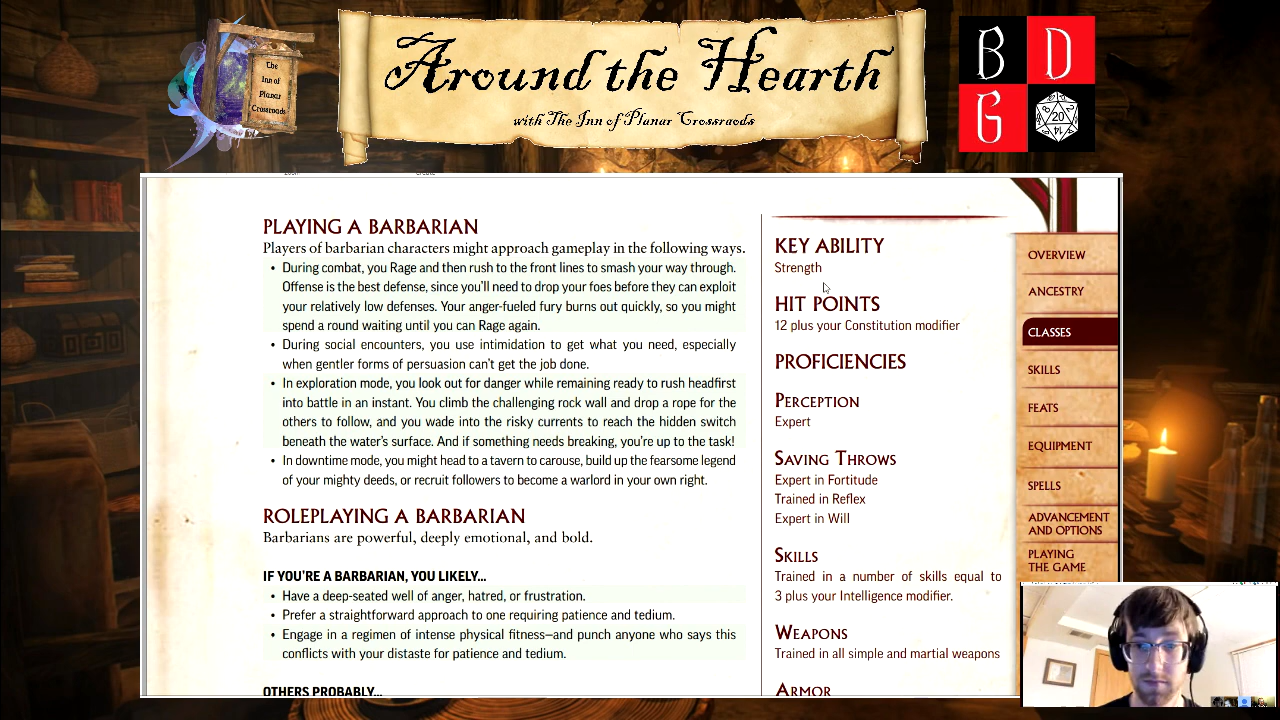 The
Inn of
Planar
Crossroads
Around the Hearth
with The Inn of Planar Crossroads
B D
G 20
PLAYING A BARBARIAN
Players of barbarian characters might approach gameplay in the following ways.
• During combat, you Rage and then rush to the front lines to smash your way through.
Offense is the best defense, since you'll need to drop your foes before they can exploit
your relatively low defenses. Your anger-fueled fury burns out quickly, so you might
spend a round waiting until you can Rage again.
• During social encounters, you use intimidation to get what you need, especially
when gentler forms of persuasion can't get the job done.
• In exploration mode, you look out for danger while remaining ready to rush headfirst
into battle in an instant. You climb the challenging rock wall and drop a rope for the
others to follow, and you wade into the risky currents to reach the hidden switch
beneath the water's surface. And if something needs breaking, you're up to the task!
• In downtime mode, you might head to a tavern to carouse, build up the fearsome legend
of your mighty deeds, or recruit followers to become a warlord in your own right.
ROLEPLAYING A BARBARIAN
Barbarians are powerful, deeply emotional, and bold.
IF YOU'RE A BARBARIAN, YOU LIKELY...
• Have a deep-seated well of anger, hatred, or frustration.
• Prefer a straightforward approach to one requiring patience and tedium.
• Engage in a regimen of intense physical fitness—and punch anyone who says this
conflicts with your distaste for patience and tedium.
OTHERS PROBABLY...
KEY ABILITY
Strength
HIT POINTS
12 plus your Constitution modifier
PROFICIENCIES
PERCEPTION
Expert
SAVING THROWS
Expert in Fortitude
Trained in Reflex
Expert in Will
SKILLS
Trained in a number of skills equal to
3 plus your Intelligence modifier.
WEAPONS
Trained in all simple and martial weapons
ARMOR
OVERVIEW
ANCESTRY
CLASSES
SKILLS
FEATS
EQUIPMENT
SPELLS
ADVANCEMENT
AND OPTIONS
PLAYING
THE GAME